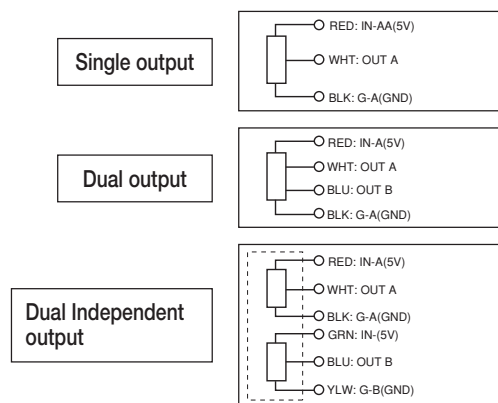 Single output
RED: IN-AA(5V)
WHT: OUT A
BLK: G-A(GND)
Dual output
RED: IN-A(5V)
WHT: OUT A
BLU: OUT B
BLK: G-A(GND)
Dual Independent
output
RED: IN-A(5V)
WHT: OUT A
BLK: G-A(GND)
GRN: IN-(5V)
BLU: OUT B
YLW: G-B(GND)